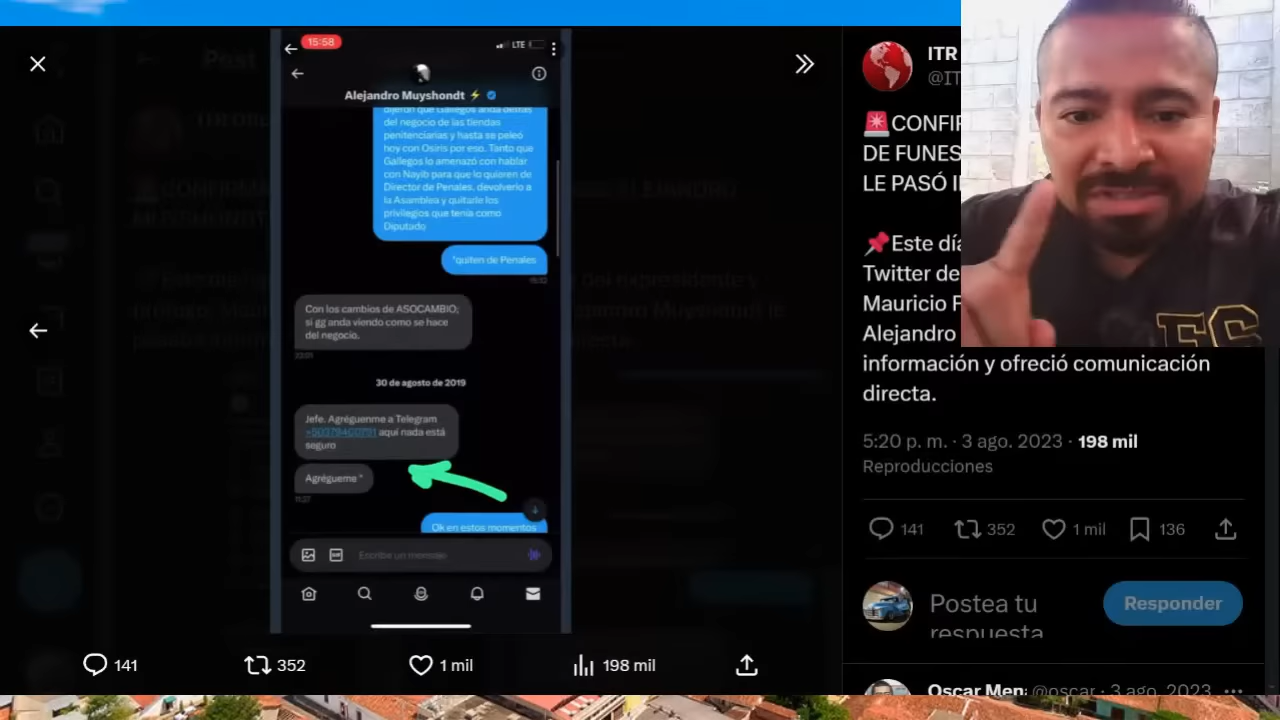 15:58
LTE
Alejandro Muyshondt ⚡
dijeron que Gallegos anda detrás
del negocio de las tiendas
penitenciarias y hasta se peleó
hoy con Osiris por eso. Tanto que
Gallegos lo amenazó con hablar
con Nayib para que lo quieren de
Director de Penales, devolverlo a
la Asamblea y quitarle los
privilegios que tenía como
Diputado
*quiten de Penales
Con los cambios de ASOCAMBIO,
si gg anda viendo como se hace
del negocio.
30 de agosto de 2019
Jefe. Agréguenme a Telegram
aquí nada está
seguro
Agrégueme *
11:27
Ok en estos momentos
Escribe un mensaje
141
352
1 mil
198 mil
ITR
🚨CONFI
DE FUNES
LE PASÓ
📌Este día
Twitter de
Mauricio F
Alejandro
información y ofreció comunicación
directa.
5:20 p. m. · 3 ago. 2023 · 198 mil
Reproducciones
141
352
1 mil
136
Postea tu
respuesta
Responder
Oscar Men @oscar · 3 ago. 2023